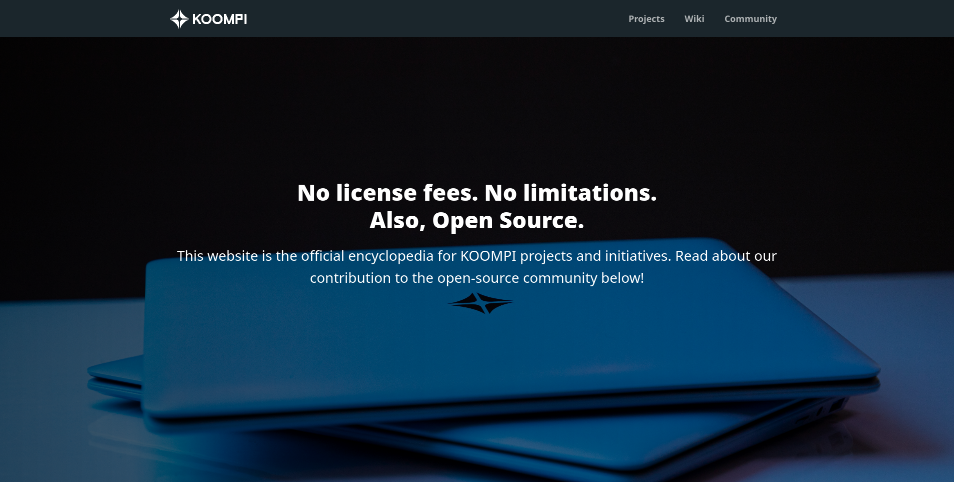 KOOMPI
Projects Wiki Community
No license fees. No limitations.
Also, Open Source.
This website is the official encyclopedia for KOOMPI projects and initiatives. Read about our
contribution to the open-source community below!